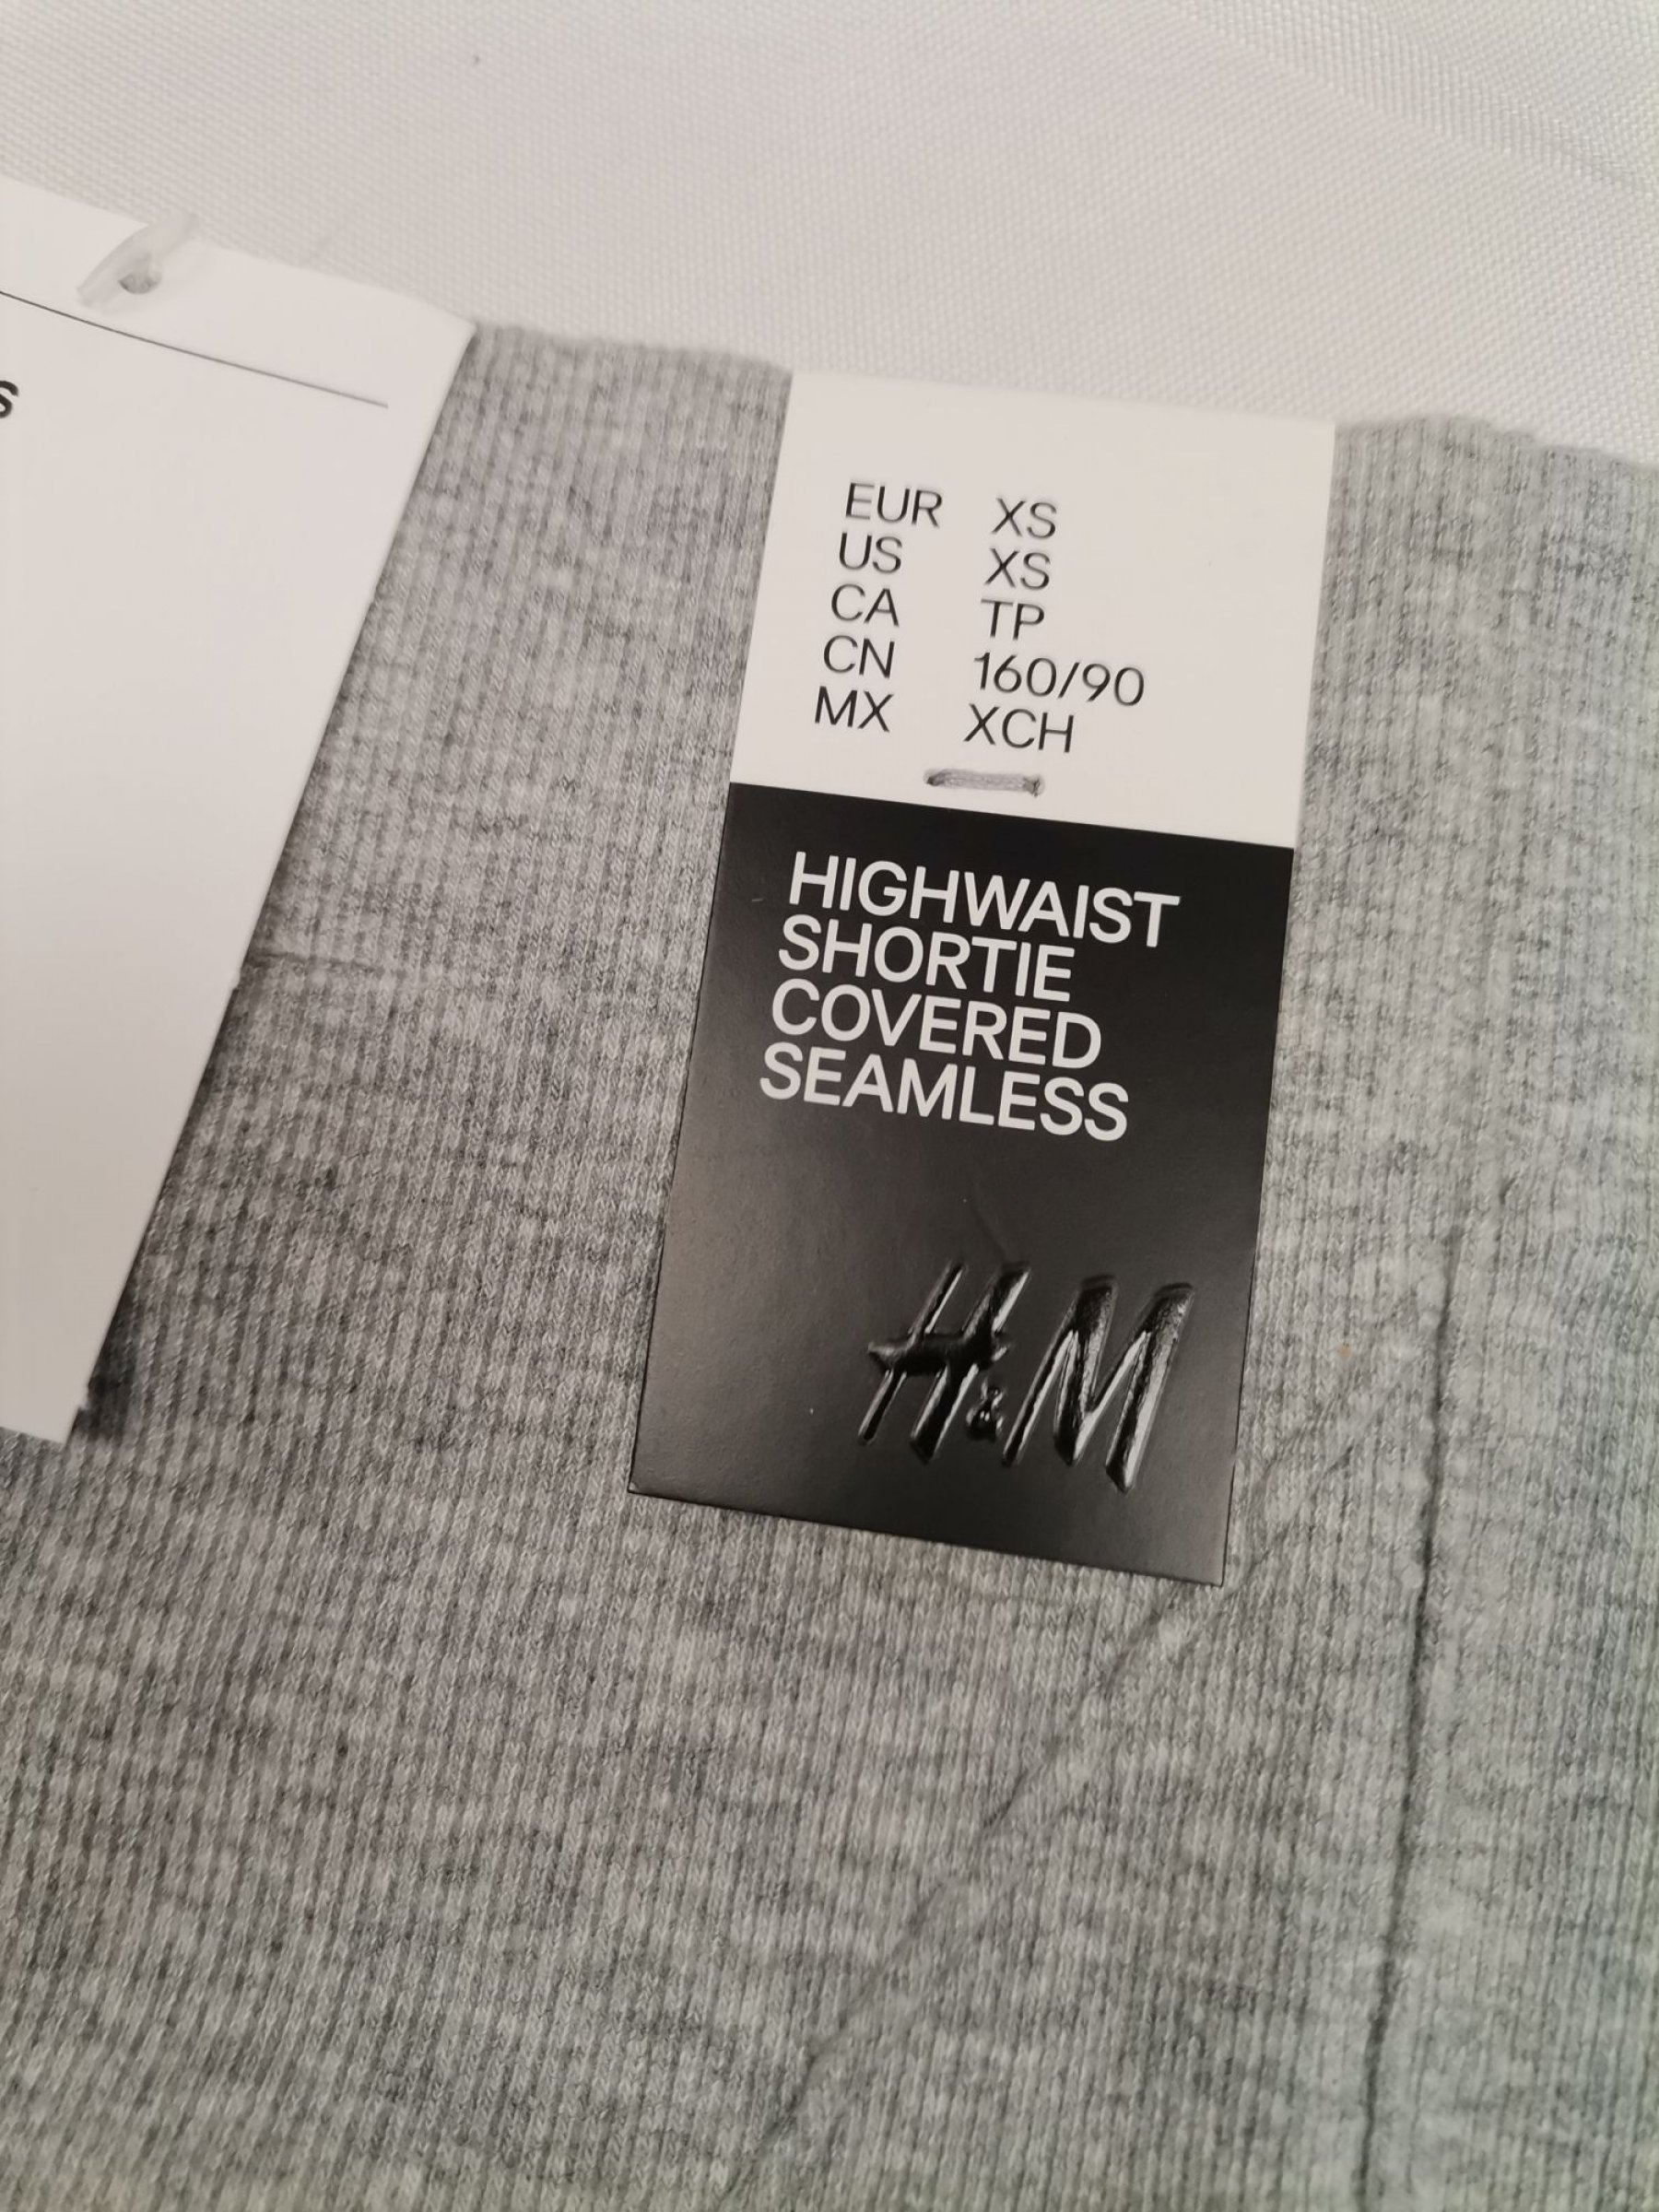 S
EUR XS
US XS
CA TP
CN 160/90
MX XCH
HIGHWAIST
SHORTIE
COVERED
SEAMLESS
H&M